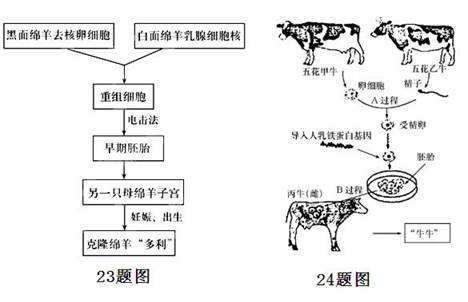 黑面绵羊去核卵细胞
白面绵羊乳腺细胞核
重组细胞
电击法
早期胚胎
另一只母绵羊子宫
妊娠、出生
克隆绵羊“多利”
23题图
五花甲牛
五花乙牛
卵细胞
精子
A过程
受精卵
导入人乳铁蛋白基因
胚胎
丙牛(雌)
B过程
“牛牛”
24题图